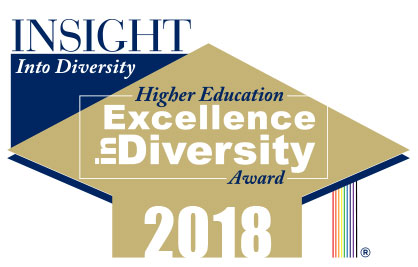 INSIGHT
Into Diversity
Higher Education
Excellence
in Diversity
Award
2018
®